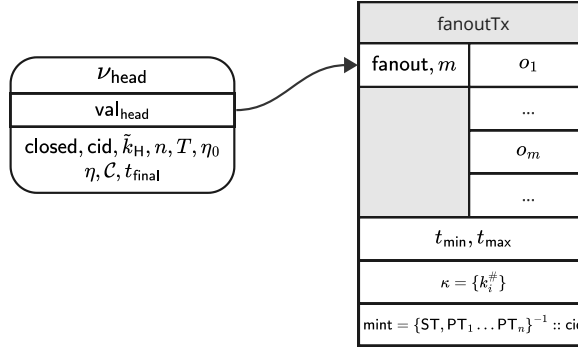 fanoutTx
ν_head
val_head
closed, cid, k̃_H, n, T, η_0
η, 𝒞, t_final
fanout, m
o_1
...
o_m
...
t_min, t_max
κ = {k_i^#}
mint = {ST, PT_1 … PT_n}^{-1} :: cid